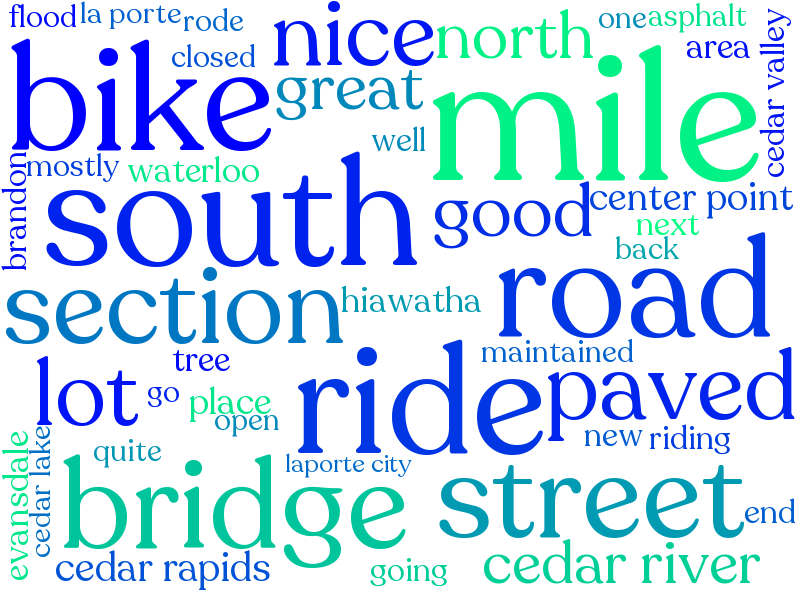 flood
la porte
rode
nice
north
one
asphalt
closed
area
bike
great
mile
cedar valley
well
mostly
waterloo
brandon
south
good
center point
next
back
section
hiawatha
road
tree
maintained
lot
go
place
open
ride
paved
new
riding
evansdale
cedar lake
quite
laporte city
bridge
street
end
cedar rapids
going
cedar river